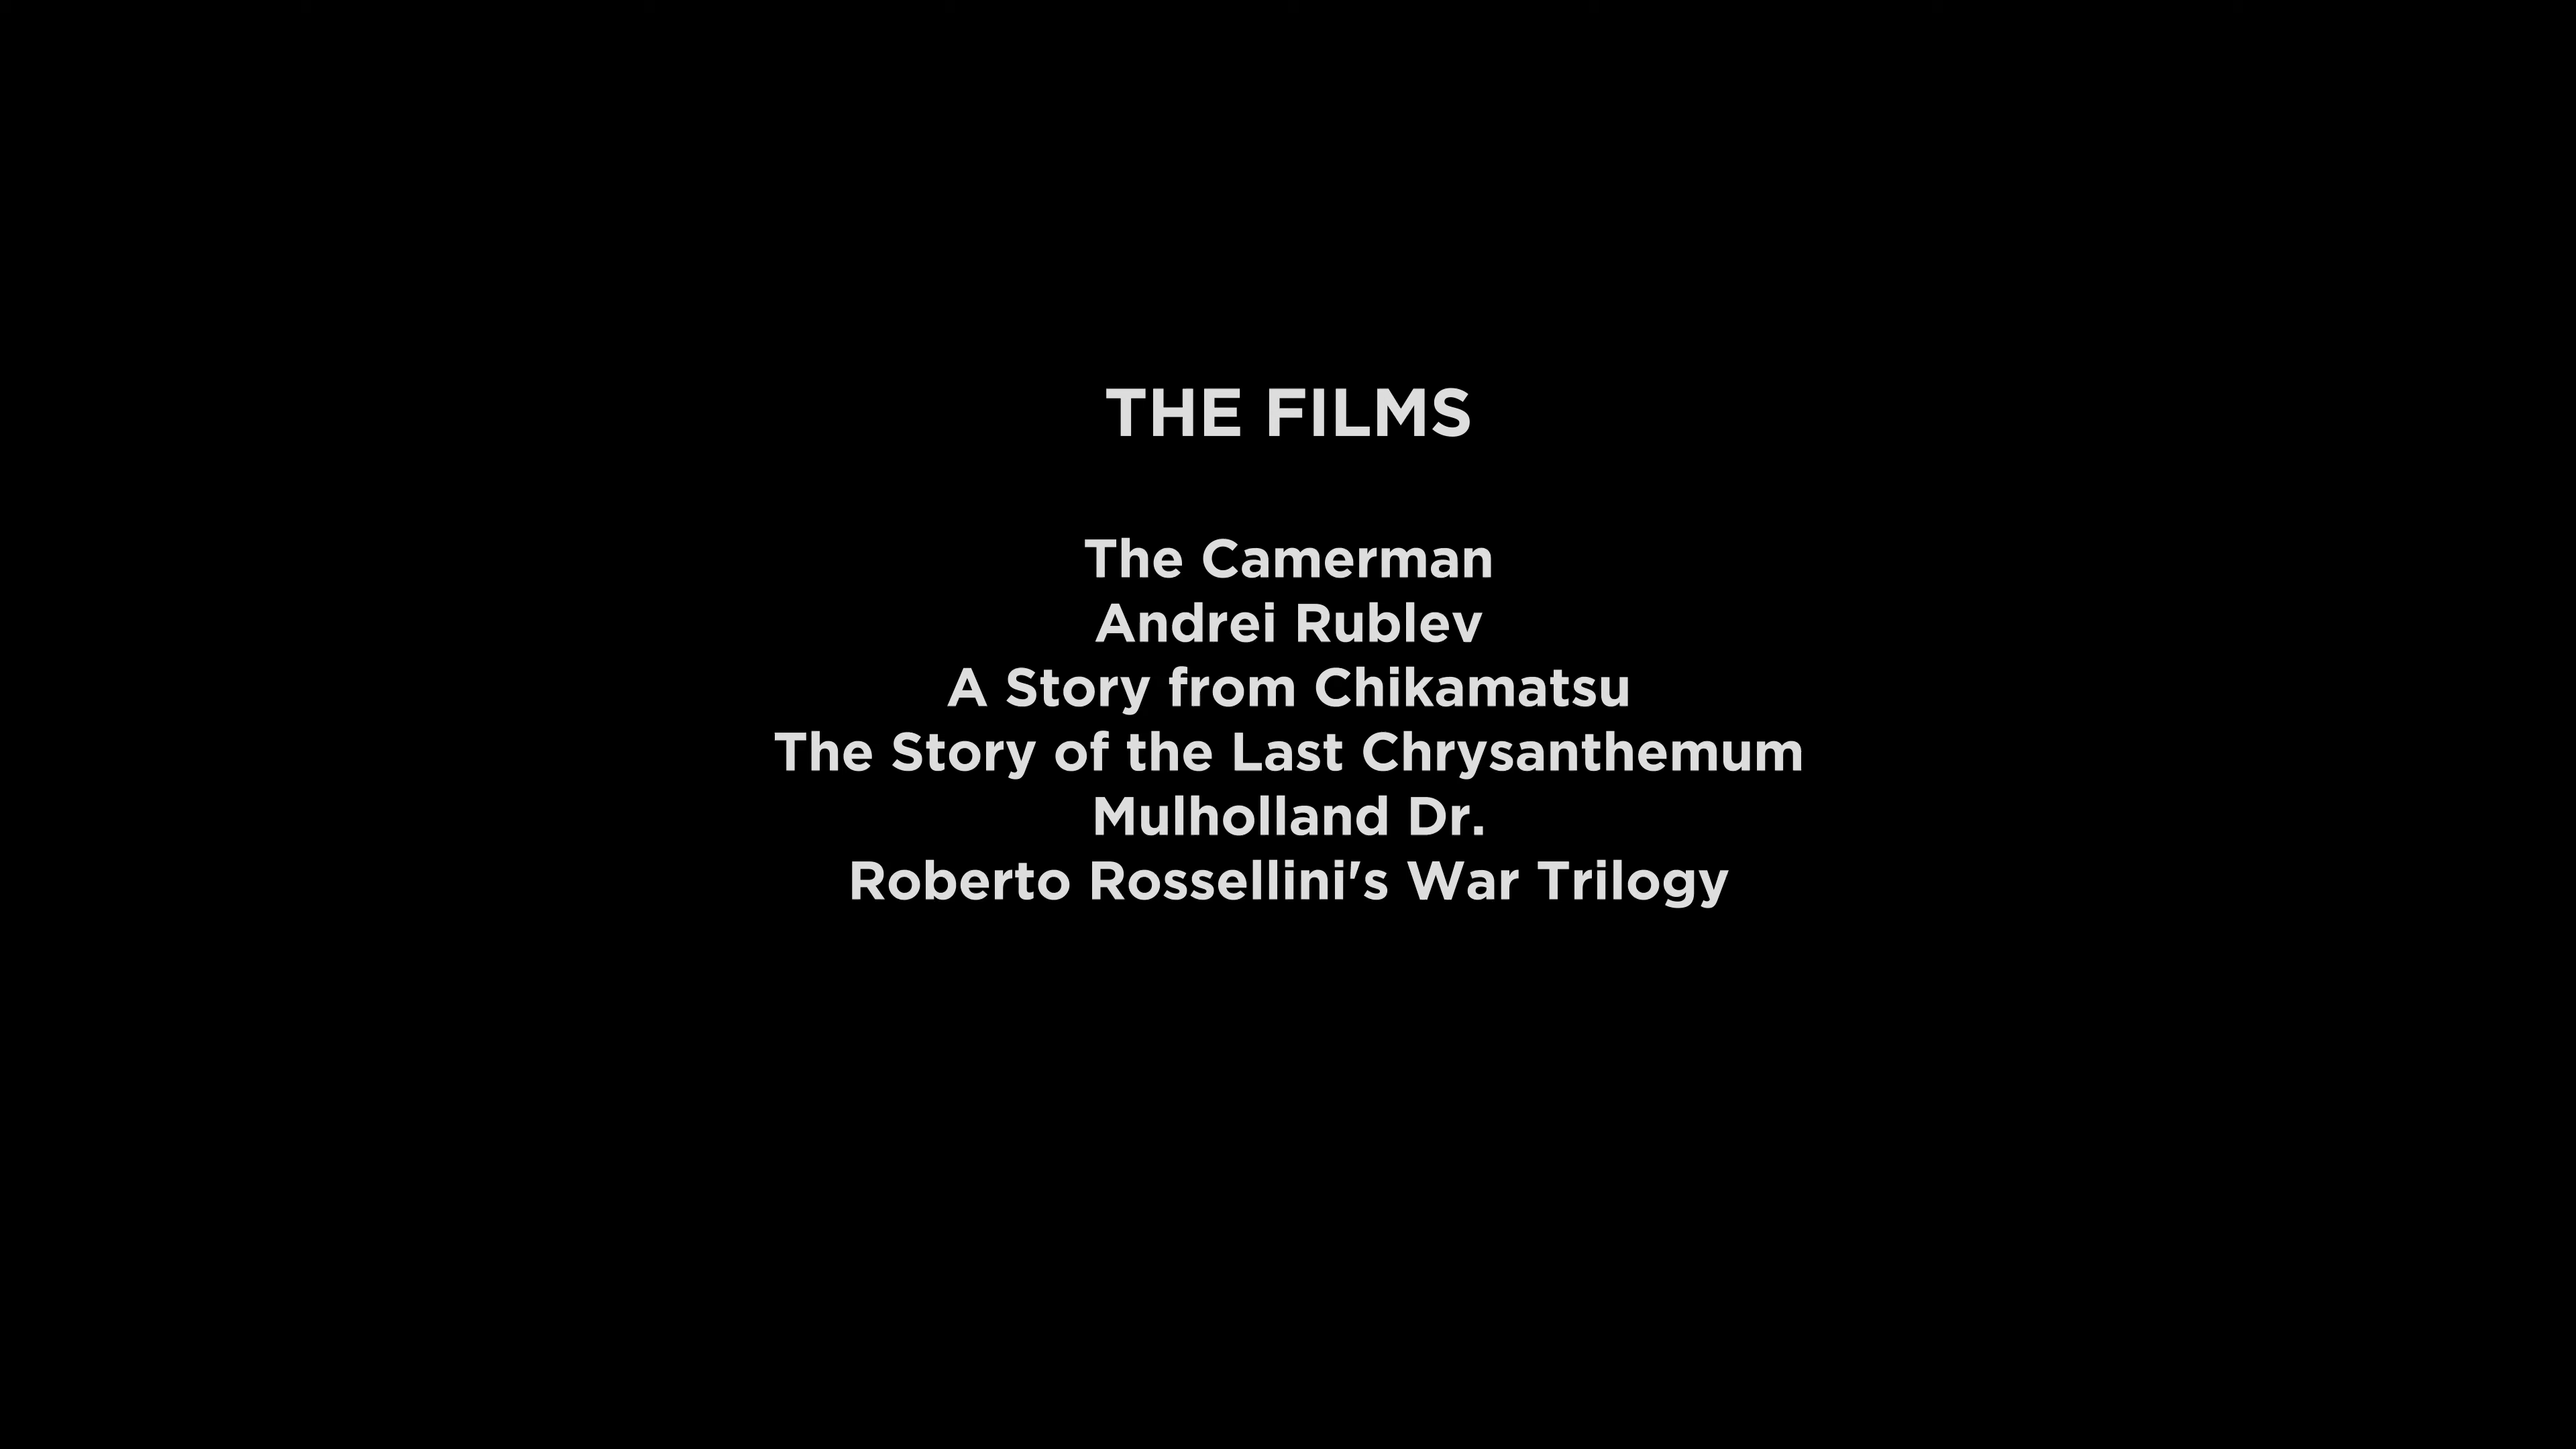 THE FILMS
The Camerman
Andrei Rublev
A Story from Chikamatsu
The Story of the Last Chrysanthemum
Mulholland Dr.
Roberto Rossellini's War Trilogy